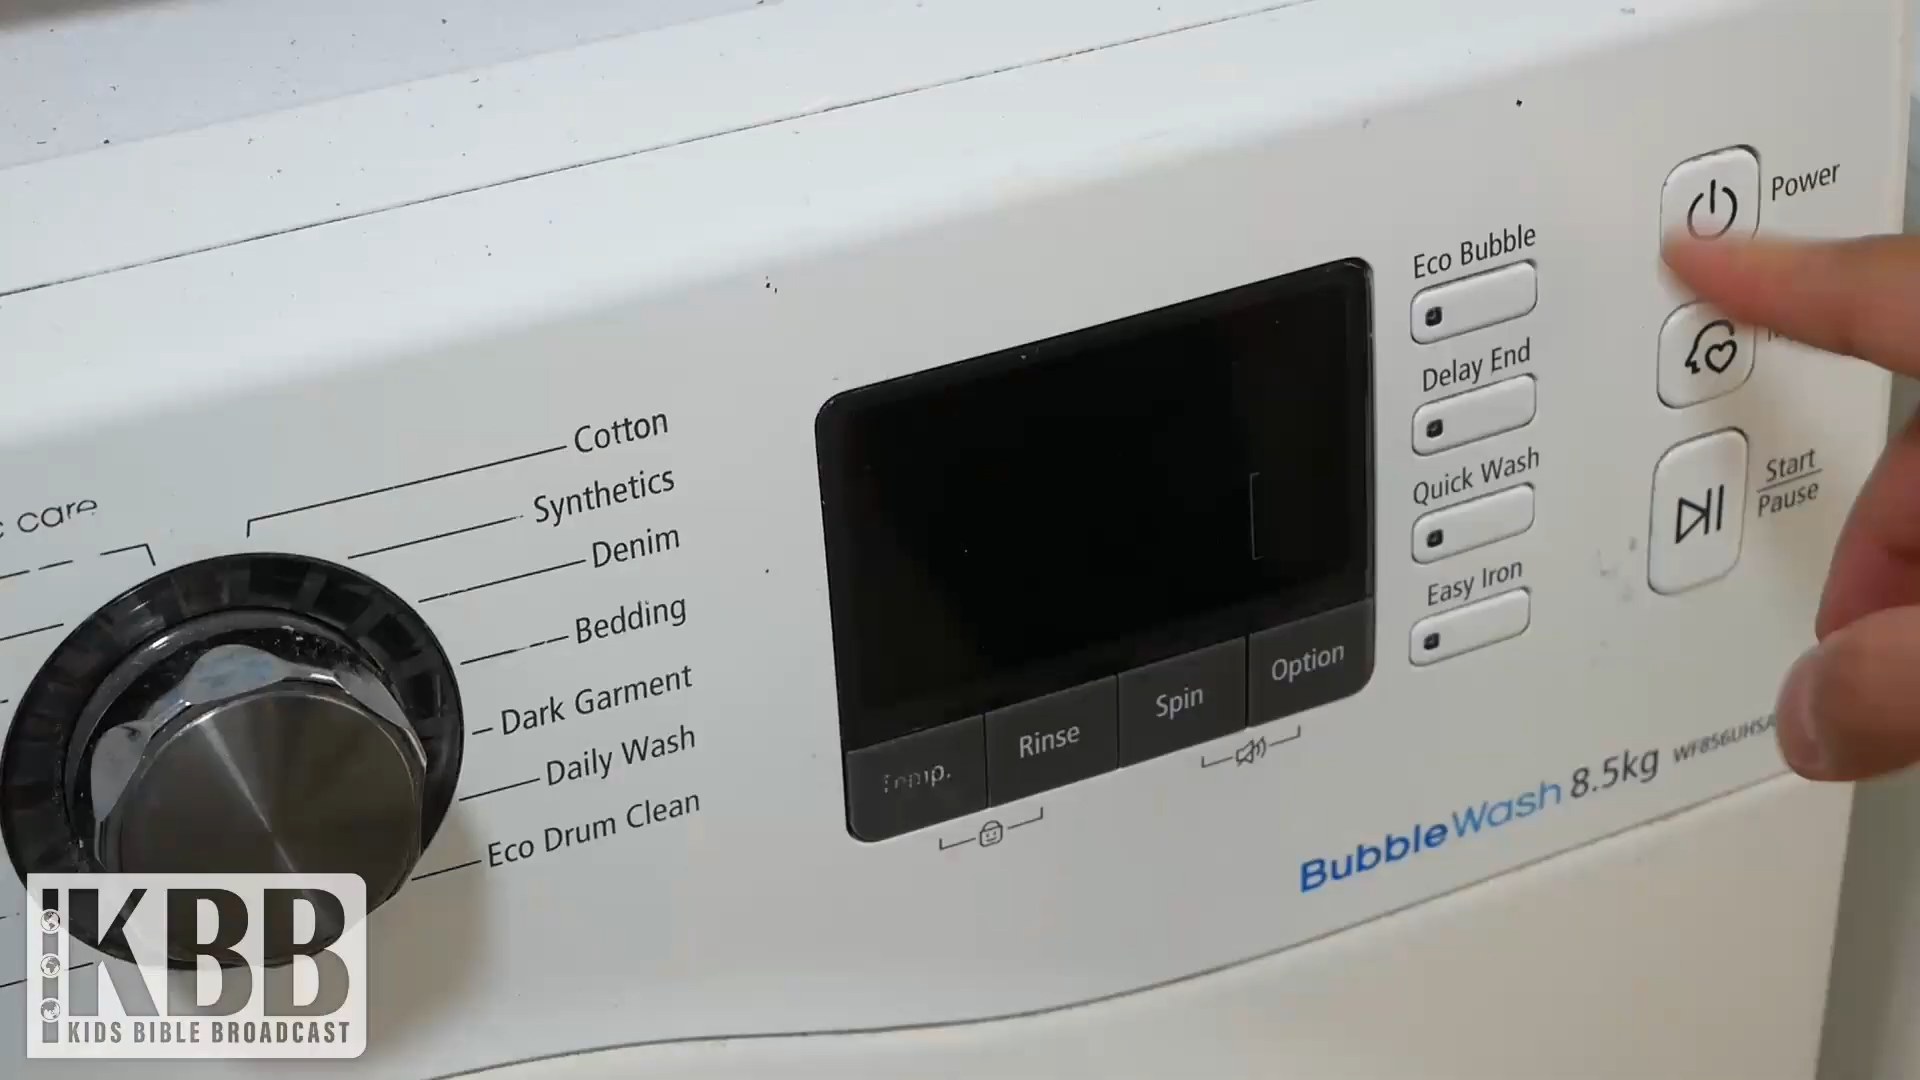 care
Cotton
Synthetics
Denim
Bedding
Dark Garment
Daily Wash
Eco Drum Clean
Temp.
Rinse
Spin
Option
Eco Bubble
Delay End
Quick Wash
Easy Iron
Power
Start
Pause
BubbleWash 8.5kg
KBB
KIDS BIBLE BROADCAST